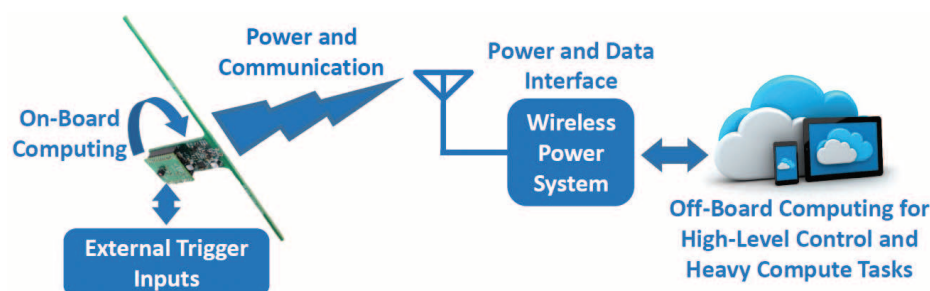 Power and
Communication
Power and Data
Interface
On-Board
Computing
Wireless
Power
System
External Trigger
Inputs
Off-Board Computing for
High-Level Control and
Heavy Compute Tasks